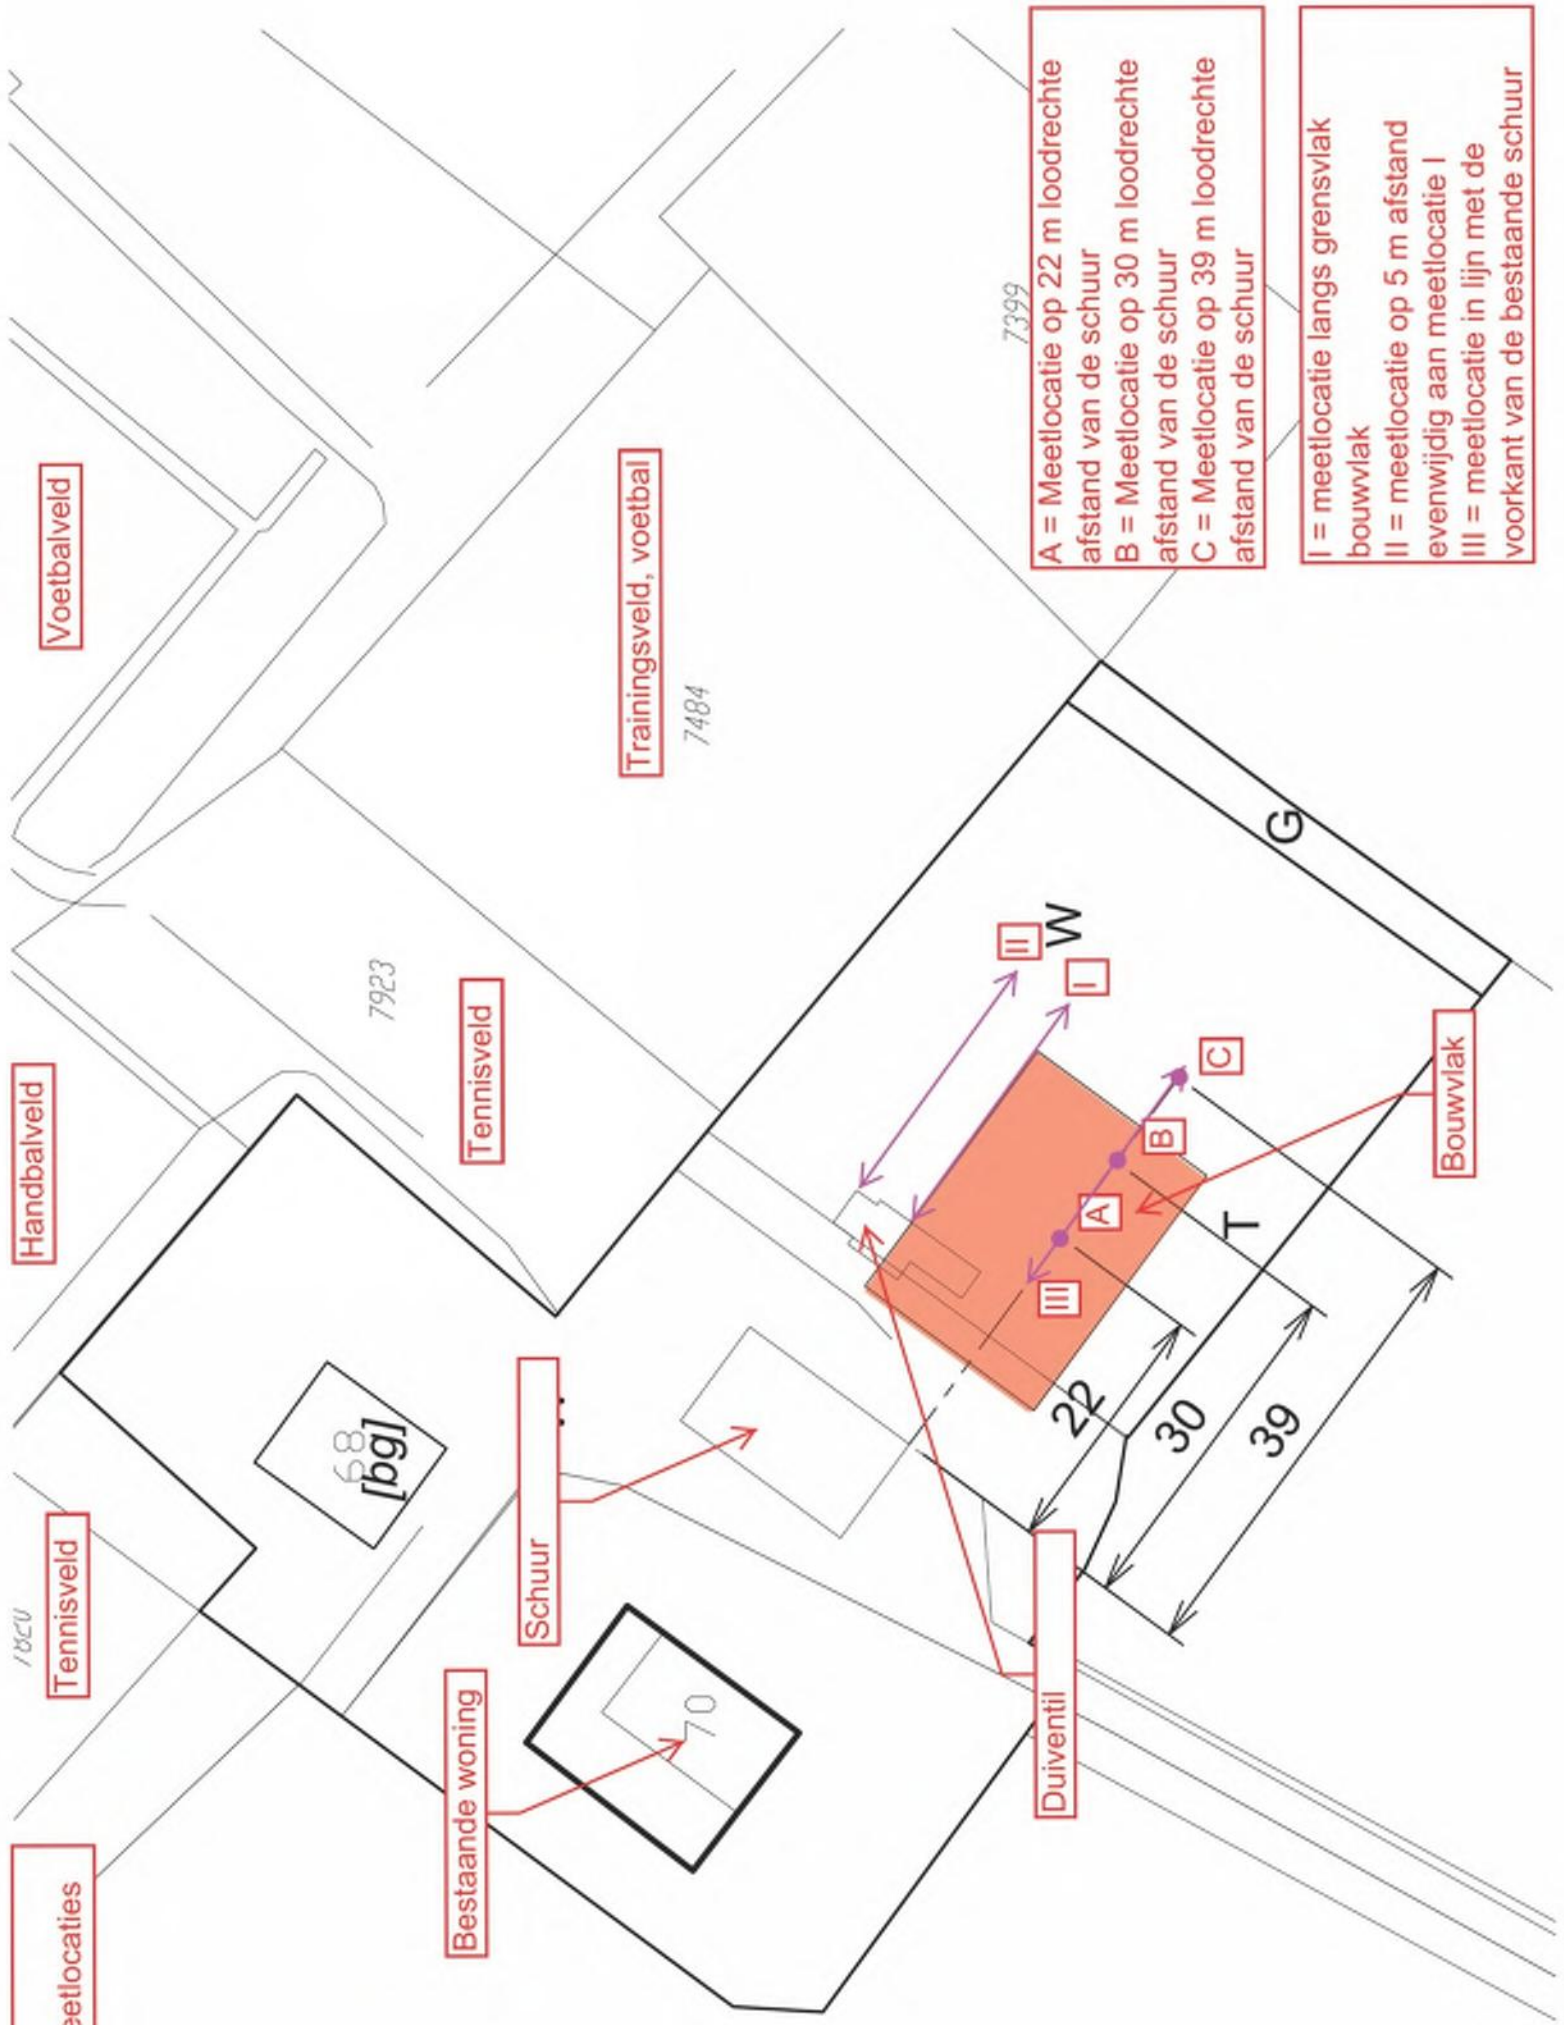 Voetbalveld
Handbalveld
Tennisveld
7820
eetlocaties
7923
Tennisveld
Trainingsveld, voetbal
7484
68
[bg]
Schuur
Bestaande woning
70
7399
A = Meetlocatie op 22 m loodrechte
afstand van de schuur
B = Meetlocatie op 30 m loodrechte
afstand van de schuur
C = Meetlocatie op 39 m loodrechte
afstand van de schuur
I = meetlocatie langs grensvlak
bouwvlak
II = meetlocatie op 5 m afstand
evenwijdig aan meetlocatie I
III = meetlocatie in lijn met de
voorkant van de bestaande schuur
G
II
W
I
C
B
A
III
T
Bouwvlak
22
30
39
Duiventil